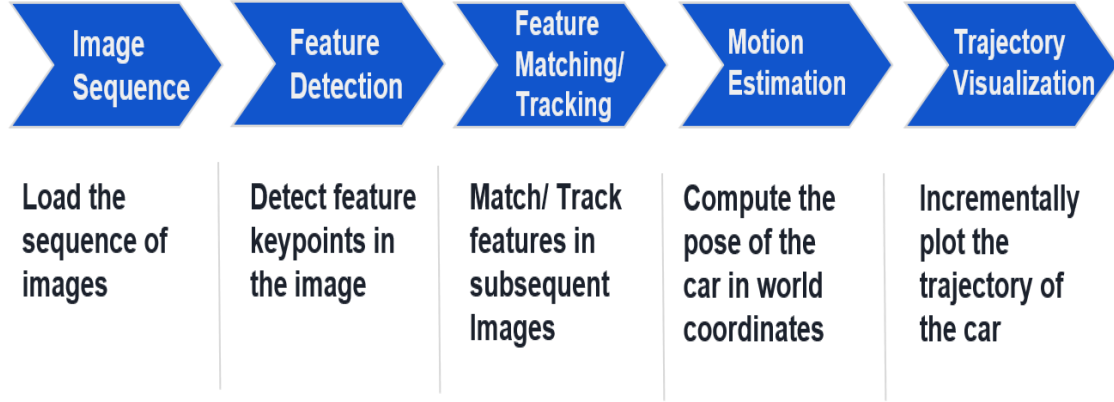 Image
Sequence
Feature
Detection
Feature
Matching/
Tracking
Motion
Estimation
Trajectory
Visualization
Load the
sequence of
images
Detect feature
keypoints in
the image
Match/ Track
features in
subsequent
Images
Compute the
pose of the
car in world
coordinates
Incrementally
plot the
trajectory of
the car